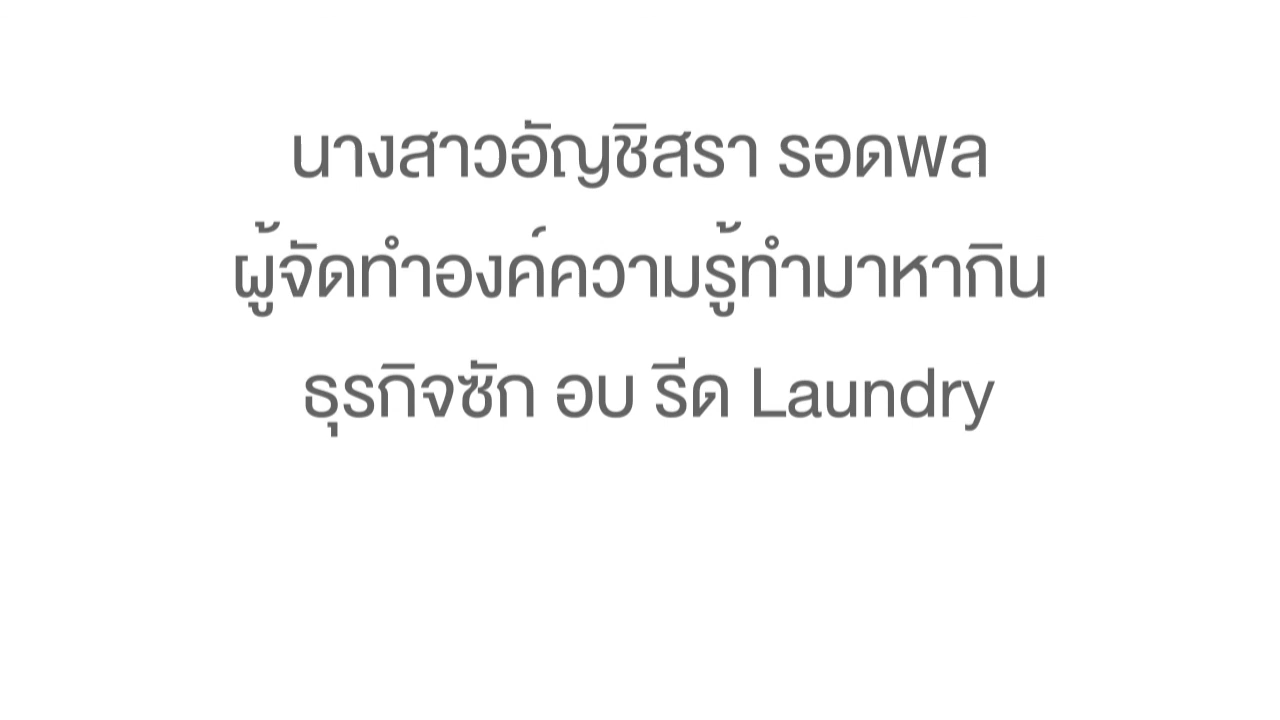 นางสาวอัญชิสรา รอดพล
ผู้จัดทำองค์ความรู้ทำมาหากิน
ธุรกิจซัก อบ รีด Laundry